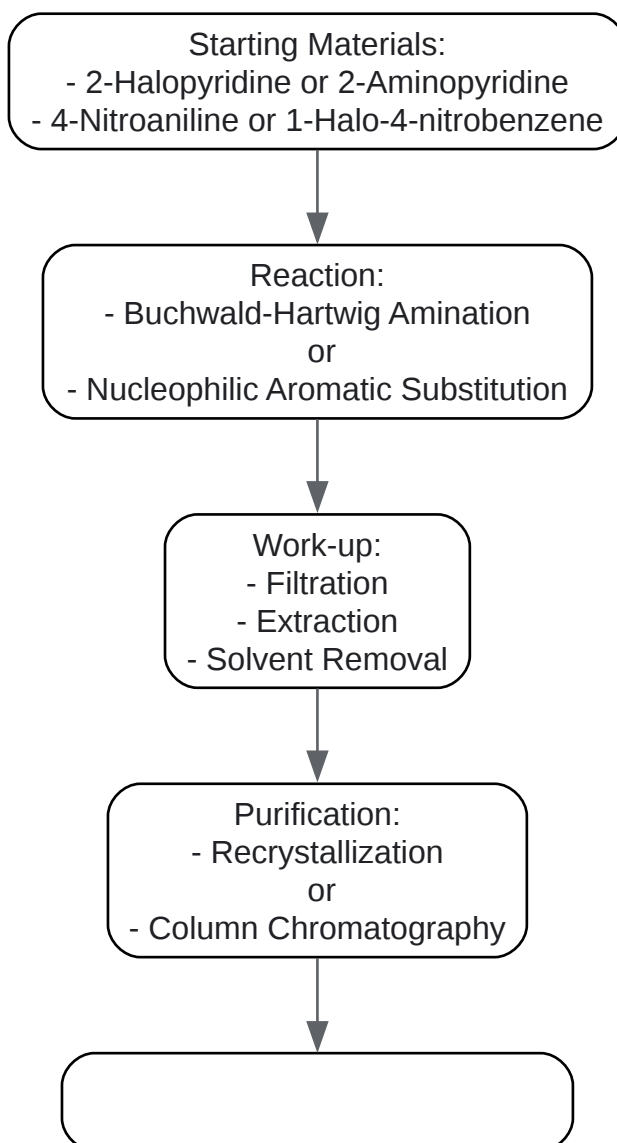 Starting Materials:
- 2-Halopyridine or 2-Aminopyridine
- 4-Nitroaniline or 1-Halo-4-nitrobenzene
Reaction:
- Buchwald-Hartwig Amination
or
- Nucleophilic Aromatic Substitution
Work-up:
- Filtration
- Extraction
- Solvent Removal
Purification:
- Recrystallization
or
- Column Chromatography